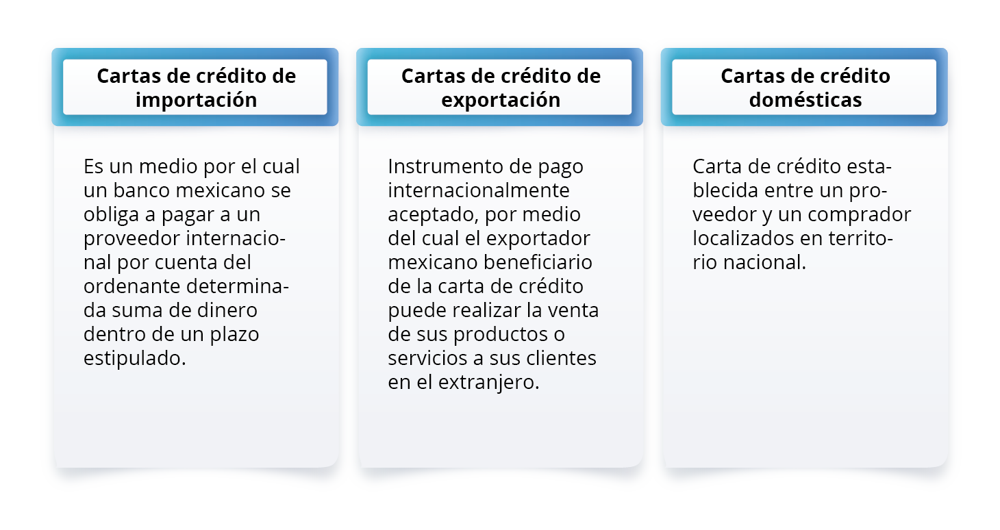 Cartas de crédito de
importación
Es un medio por el cual
un banco mexicano se
obliga a pagar a un
proveedor internacio-
nal por cuenta del
ordenante determina-
da suma de dinero
dentro de un plazo
estipulado.
Cartas de crédito de
exportación
Instrumento de pago
internacionalmente
aceptado, por medio
del cual el exportador
mexicano beneficiario
de la carta de crédito
puede realizar la venta
de sus productos o
servicios a sus clientes
en el extranjero.
Cartas de crédito
domésticas
Carta de crédito esta-
blecida entre un pro-
veedor y un comprador
localizados en territo-
rio nacional.